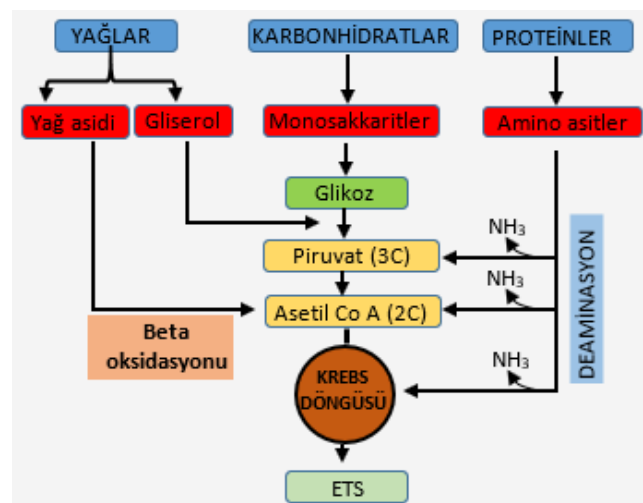 YAĞLAR
KARBONHİDRATLAR
PROTEİNLER
Yağ asidi
Gliserol
Monosakkaritler
Amino asitler
Glikoz
NH₃
Piruvat (3C)
NH₃
Asetil Co A (2C)
DEAMİNASYON
Beta
oksidasyonu
NH₃
KREBS
DÖNGÜSÜ
ETS